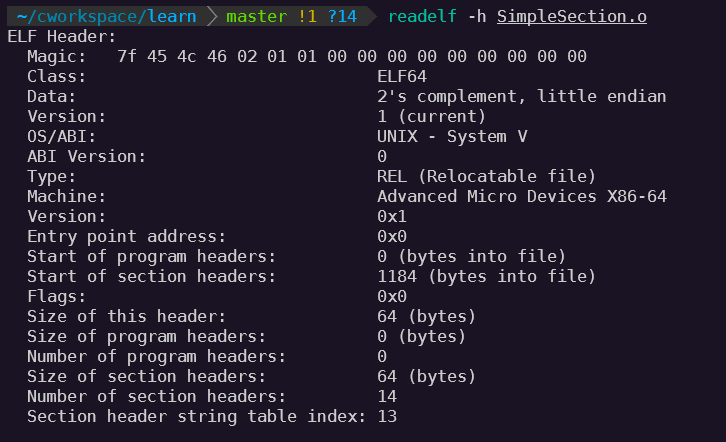 ~/cworkspace/learn master !1 ?14 readelf -h SimpleSection.o
ELF Header:
Magic: 7f 45 4c 46 02 01 01 00 00 00 00 00 00 00 00 00
Class: ELF64
Data: 2's complement, little endian
Version: 1 (current)
OS/ABI: UNIX - System V
ABI Version: 0
Type: REL (Relocatable file)
Machine: Advanced Micro Devices X86-64
Version: 0x1
Entry point address: 0x0
Start of program headers: 0 (bytes into file)
Start of section headers: 1184 (bytes into file)
Flags: 0x0
Size of this header: 64 (bytes)
Size of program headers: 0 (bytes)
Number of program headers: 0
Size of section headers: 64 (bytes)
Number of section headers: 14
Section header string table index: 13